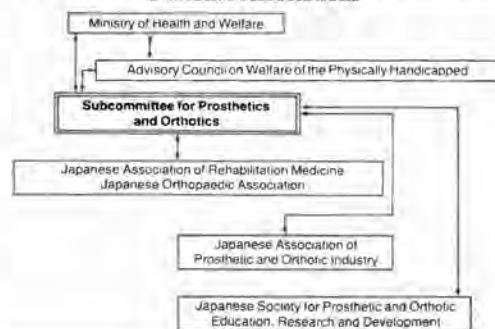 Ministry of Health and Welfare
Advisory Council on Welfare of the Physically Handicapped
Subcommittee for Prosthetics
and Orthotics
Japanese Association of Rehabilitation Medicine
Japanese Orthopaedic Association
Japanese Association of
Prosthetic and Orthotic Industry
Japanese Society for Prosthetic and Orthotic
Education, Research and Development